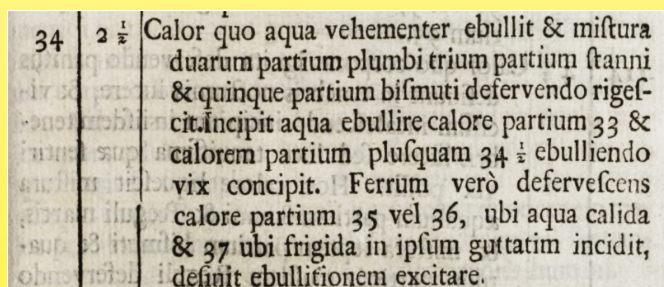 34 2 ½ Calor quo aqua vehementer ebullit & miſtura
duarum partium plumbi trium partium ſtanni
& quinque partium biſmuti defervendo rigeſ-
cit.Incipit aqua ebullire calore partium 33 &
calorem partium pluſquam 34 ½ ebulliendo
vix concipit. Ferrum verò deferveſcens
calore partium 35 vel 36, ubi aqua calida
& 37 ubi frigida in ipſum guttatim incidit,
deſinit ebullitionem excitare.